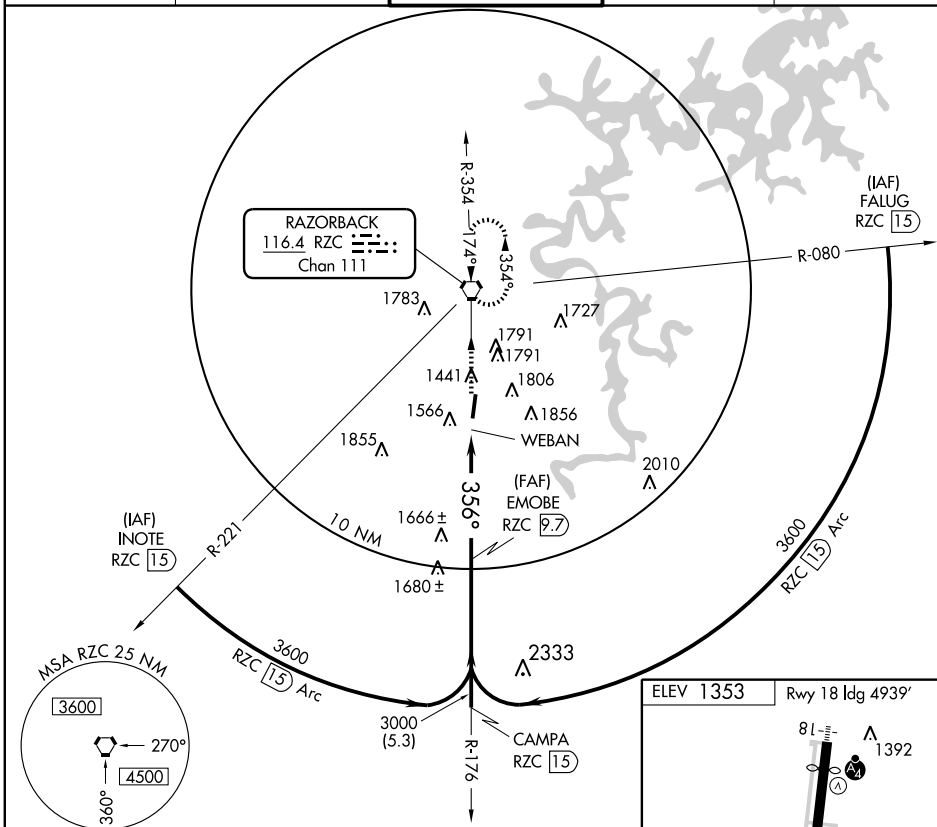 (IAF)
FALUG
RZC 15
R-354
RAZORBACK
116.4 RZC
Chan 111
174°
354°
R-080
1783
1727
1791
1791
1441
1806
1566
1856
WEBAN
1855
2010
356°
(FAF)
EMOBE
RZC 9.7
1666±
(IAF)
INOTE
RZC 15
R-221
10 NM
1680±
3600
RZC 15 Arc
3600
RZC 15 Arc
2333
MSA RZC 25 NM
3600
270°
4500
360°
3000
(5.3)
R-176
CAMPA
RZC 15
ELEV 1353
Rwy 18 ldg 4939'
18
1392
A4
V